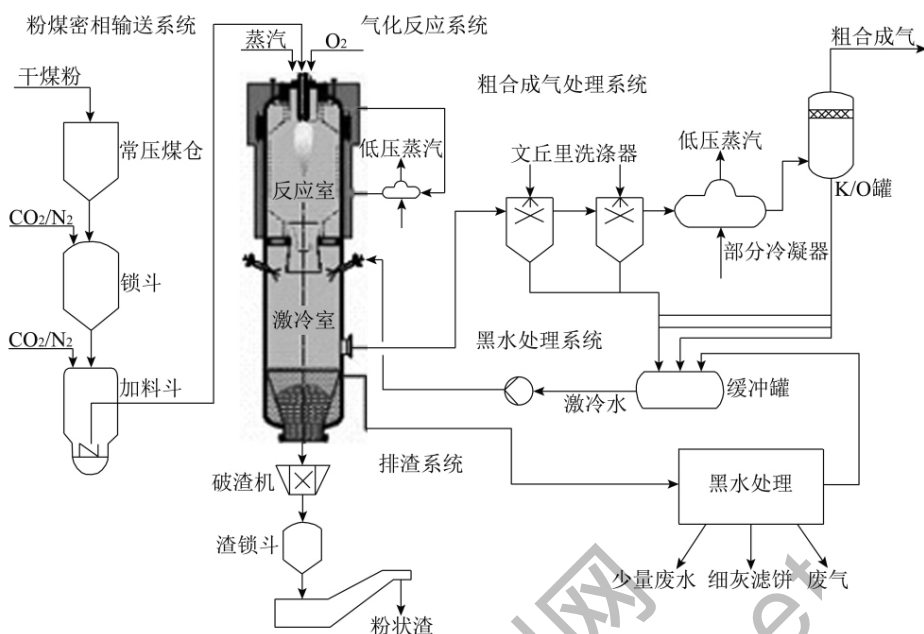 粉煤密相输送系统
气化反应系统
蒸汽
O₂
粗合成气
干煤粉
粗合成气处理系统
常压煤仓
低压蒸汽
文丘里洗涤器
低压蒸汽
反应室
K/O罐
CO₂/N₂
部分冷凝器
锁斗
激冷室
CO₂/N₂
黑水处理系统
加料斗
激冷水
缓冲罐
排渣系统
破渣机
黑水处理
渣锁斗
少量废水
细灰滤饼
废气
粉状渣